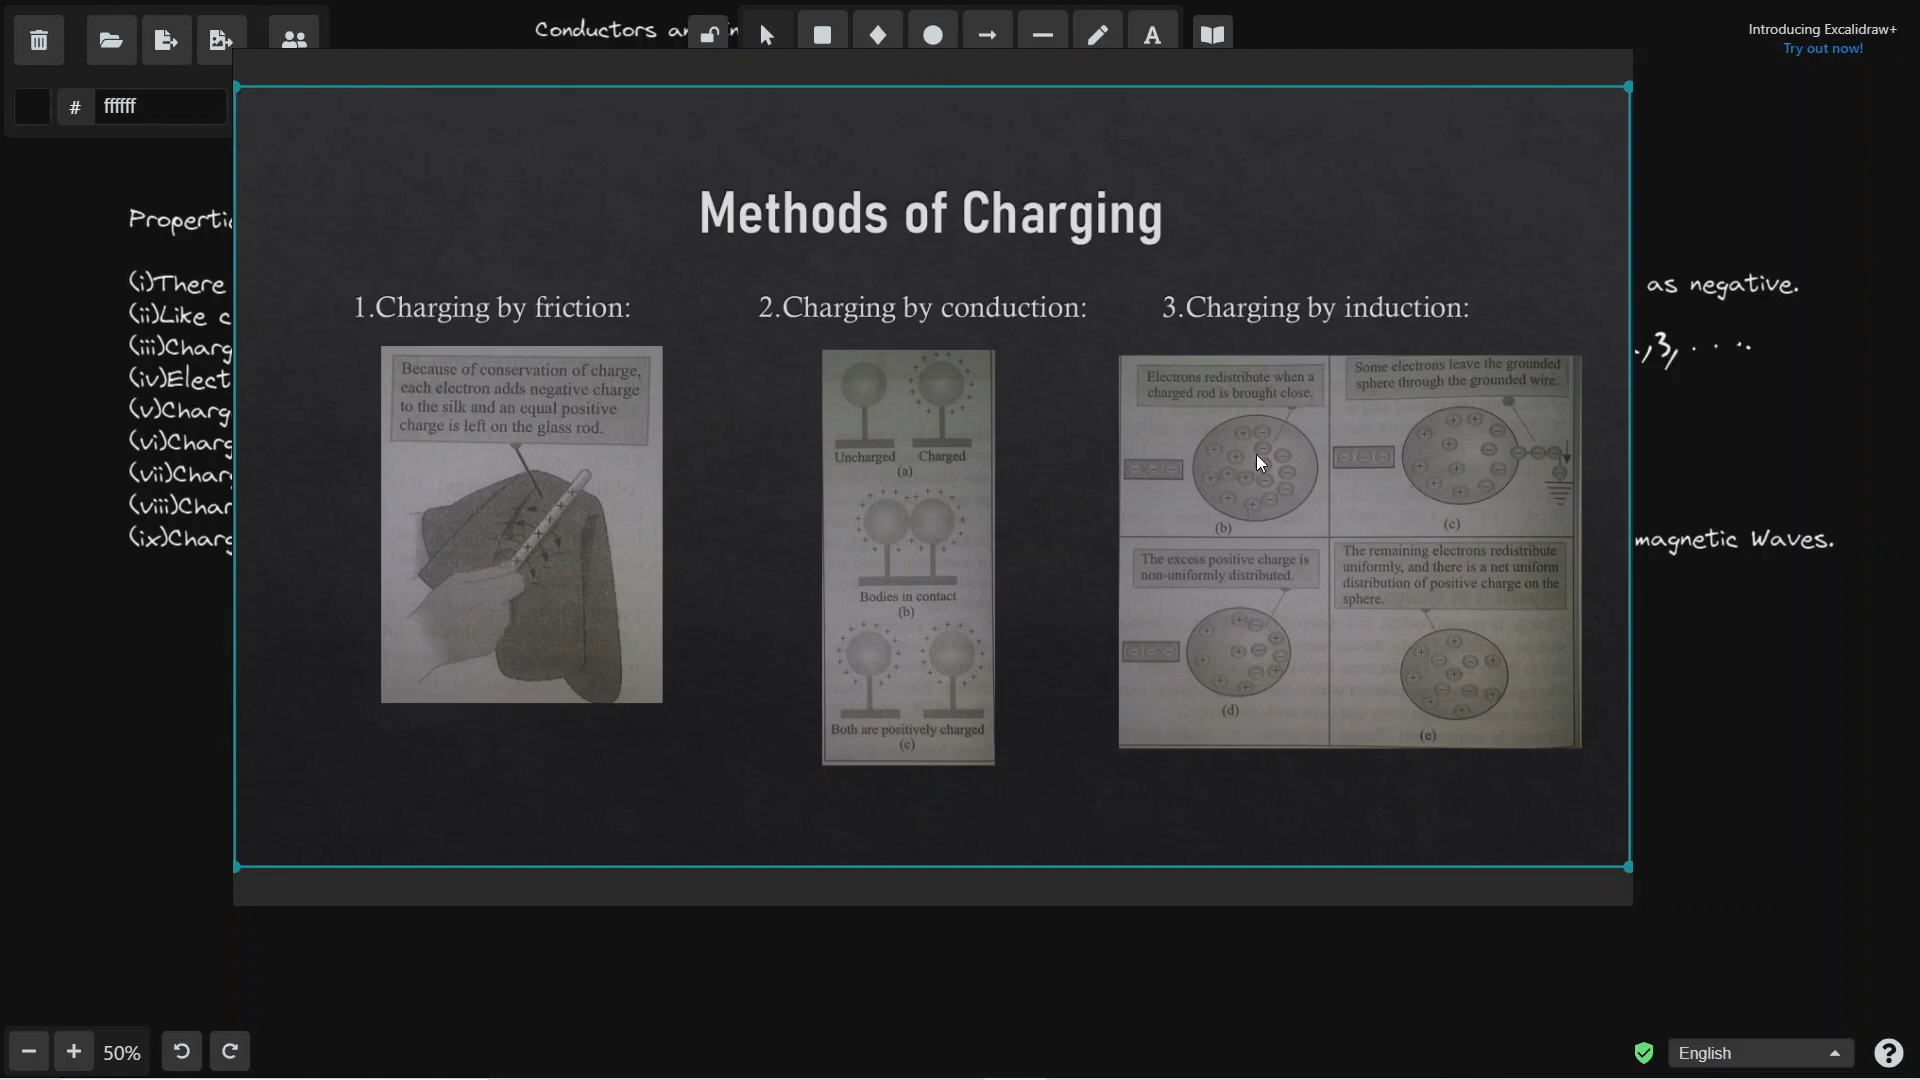 Conductors an
Introducing Excalidraw+
Try out now!
# ffffff
A
Methods of Charging
Properti
(i)There
as negative.
(ii)Like c
(iii)Charg
,3, . . . .
(iv)Elect
(v)Charg
(vi)Charg
(vii)Char
(viii)Char
(ix)Charg
magnetic Waves.
1.Charging by friction:
Because of conservation of charge,
each electron adds negative charge
to the silk and an equal positive
charge is left on the glass rod.
2.Charging by conduction:
Uncharged Charged
(a)
Bodies in contact
(b)
Both are positively charged
(c)
3.Charging by induction:
Electrons redistribute when a
charged rod is brought close.
(b)
Some electrons leave the grounded
sphere through the grounded wire.
(c)
The excess positive charge is
non-uniformly distributed.
(d)
The remaining electrons redistribute
uniformly, and there is a net uniform
distribution of positive charge on the
sphere.
(e)
50%
English
?